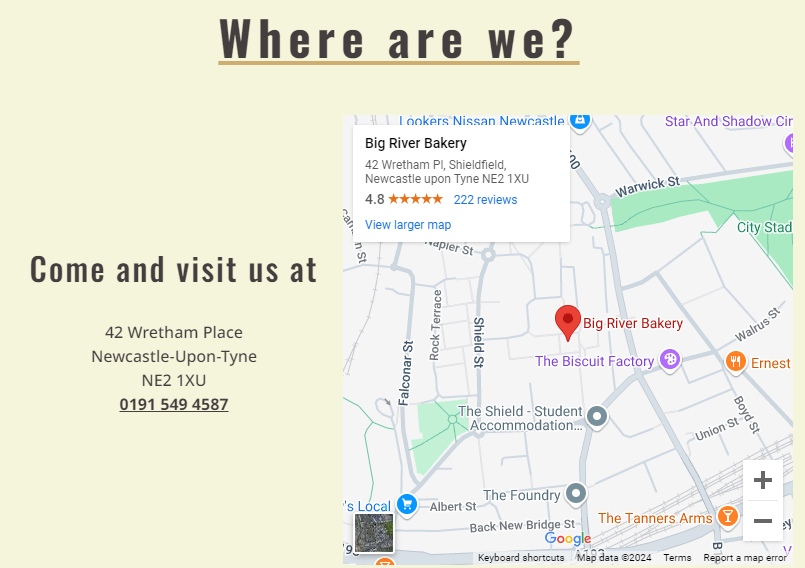 Where are we?
Come and visit us at
42 Wretham Place
Newcastle-Upon-Tyne
NE2 1XU
0191 549 4587
Big River Bakery
42 Wretham Pl, Shieldfield,
Newcastle upon Tyne NE2 1XU
4.8 ★★★★★ 222 reviews
View larger map
Lookers Nissan Newcastle
Star And Shadow Cin
Warwick St
City Stad
Napier St
Rock Terrace
Shield St
Falconar St
Big River Bakery
The Biscuit Factory
Walrus St
Ernest
Boyd St
Union St
The Shield - Student
Accommodation...
The Foundry
's Local
Albert St
Back New Bridge St
The Tanners Arms
Google
Keyboard shortcuts
Map data ©2024
Terms
Report a map error